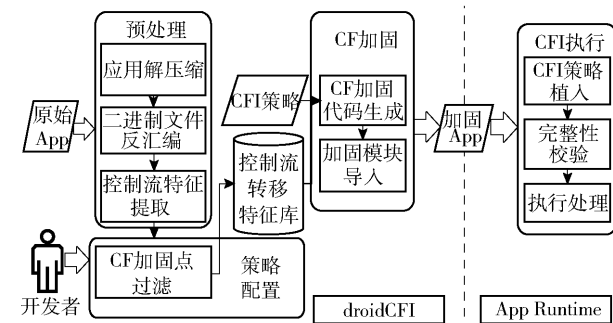 预处理
应用解压缩
二进制文件
反汇编
控制流特征
提取
原始
App
开发者
CF加固点
过滤
策略
配置
CFI策略
控制流
转移
特征库
CF加固
CF加固
代码生成
加固模块
导入
加固
App
droidCFI
CFI执行
CFI策略
植入
完整性
校验
执行处理
App Runtime